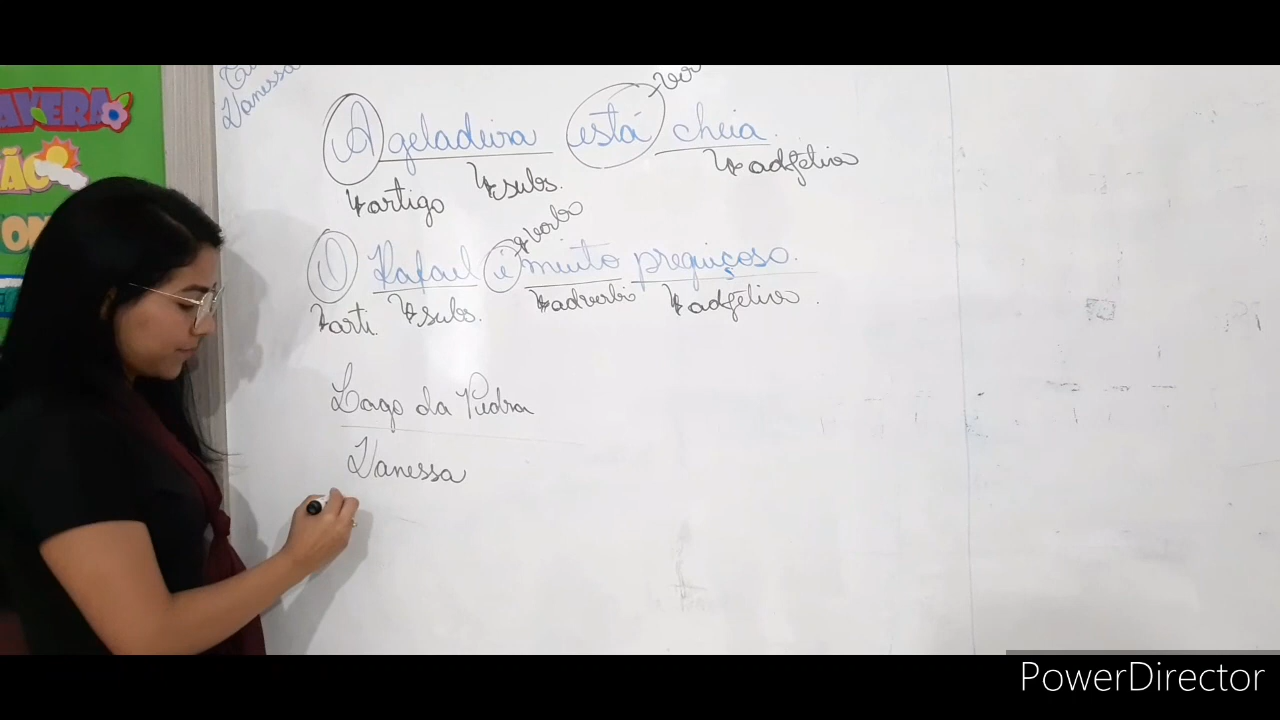 Vanessa
A geladeira está cheia.
artigo subs. adjetivo
verbo
O Rafael é muito preguiçoso.
arti. subs. advérbio adjetivo.
Lago da Pedra
Vanessa
PowerDirector